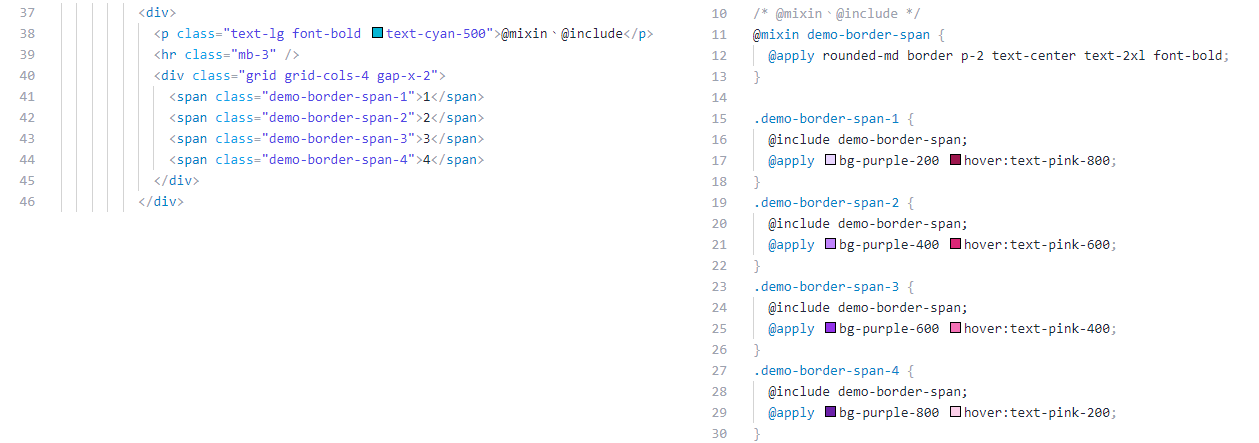 37 <div>
38 <p class="text-lg font-bold text-cyan-500">@mixin、@include</p>
39 <hr class="mb-3" />
40 <div class="grid grid-cols-4 gap-x-2">
41 <span class="demo-border-span-1">1</span>
42 <span class="demo-border-span-2">2</span>
43 <span class="demo-border-span-3">3</span>
44 <span class="demo-border-span-4">4</span>
45 </div>
46 </div>
10 /* @mixin、@include */
11 @mixin demo-border-span {
12 @apply rounded-md border p-2 text-center text-2xl font-bold;
13 }
14
15 .demo-border-span-1 {
16 @include demo-border-span;
17 @apply bg-purple-200 hover:text-pink-800;
18 }
19 .demo-border-span-2 {
20 @include demo-border-span;
21 @apply bg-purple-400 hover:text-pink-600;
22 }
23 .demo-border-span-3 {
24 @include demo-border-span;
25 @apply bg-purple-600 hover:text-pink-400;
26 }
27 .demo-border-span-4 {
28 @include demo-border-span;
29 @apply bg-purple-800 hover:text-pink-200;
30 }